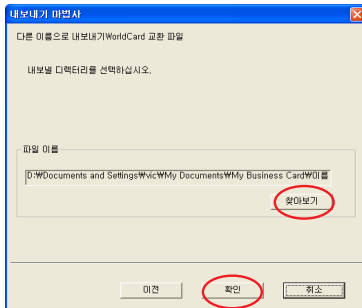 내보내기 마법사
다른 이름으로 내보내기WorldCard 교환 파일
내보낼 디렉터리를 선택하십시오.
파일 이름
D:₩Documents and Settings₩vic₩My Documents₩My Business Card₩이름
찾아보기
이전
확인
취소